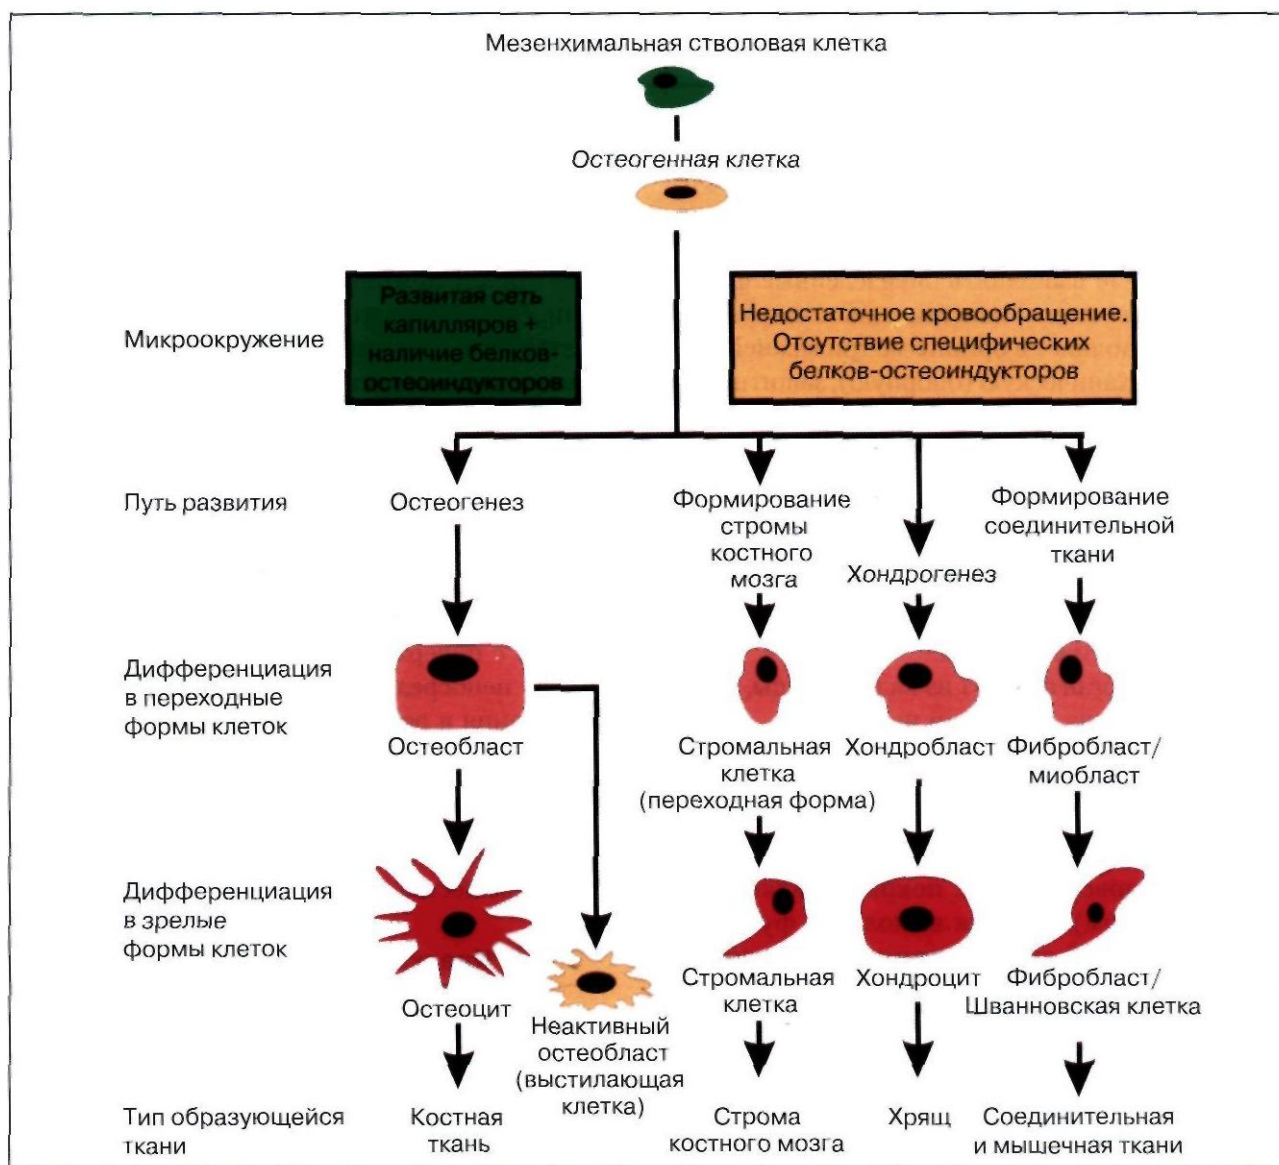 Мезенхимальная стволовая клетка
Остеогенная клетка
Микроокружение
Развитая сеть
капилляров +
наличие белков-
остеоиндукторов
Недостаточное кровообращение.
Отсутствие специфических
белков-остеоиндукторов
Путь развития
Остеогенез
Формирование
стромы
костного
мозга
Хондрогенез
Формирование
соединительной
ткани
Дифференциация
в переходные
формы клеток
Остеобласт
Стромальная
клетка
(переходная форма)
Хондробласт
Фибробласт/
миобласт
Дифференциация
в зрелые
формы клеток
Остеоцит
Неактивный
остеобласт
(выстилающая
клетка)
Стромальная
клетка
Хондроцит
Фибробласт/
Шванновская клетка
Тип образующейся
ткани
Костная
ткань
Строма
костного мозга
Хрящ
Соединительная
и мышечная ткани